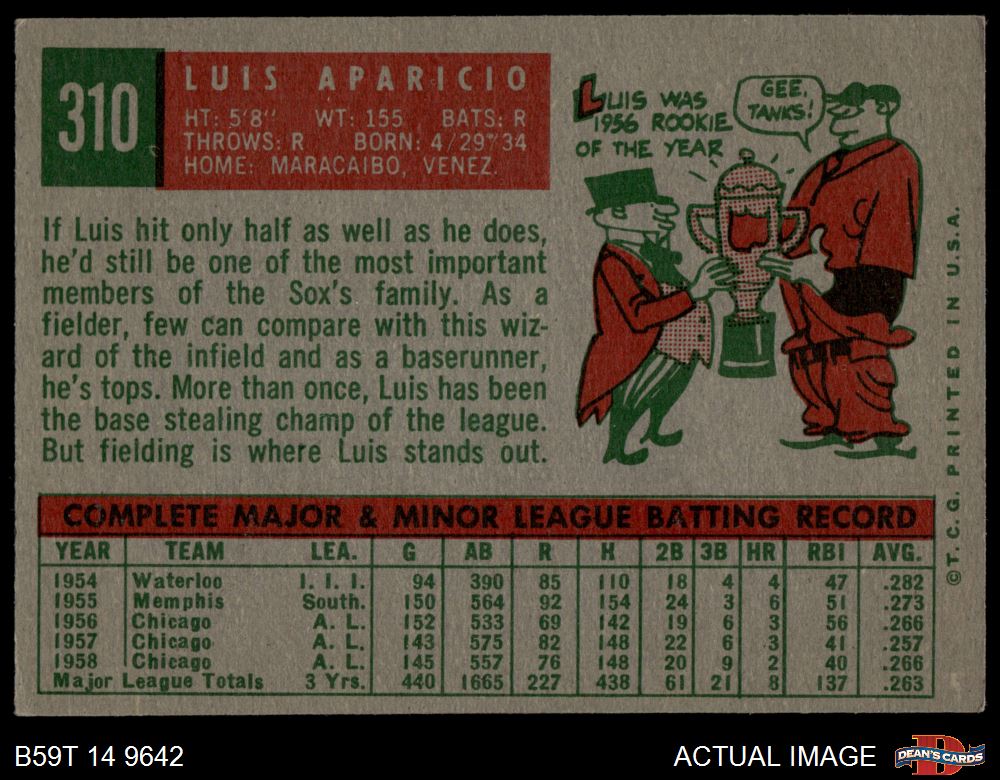 310
LUIS APARICIO
HT: 5'8" WT: 155 BATS: R
THROWS: R BORN: 4/29/34
HOME: MARACAIBO, VENEZ.
LUIS WAS
1956 ROOKIE
OF THE YEAR
GEE,
TANKS!
If Luis hit only half as well as he does,
he'd still be one of the most important
members of the Sox's family. As a
fielder, few can compare with this wiz-
ard of the infield and as a baserunner,
he's tops. More than once, Luis has been
the base stealing champ of the league.
But fielding is where Luis stands out.
COMPLETE MAJOR & MINOR LEAGUE BATTING RECORD
YEAR TEAM LEA. G AB R H 2B 3B HR RBI AVG.
1954 Waterloo I. I. I. 94 390 85 110 18 4 4 47 .282
1955 Memphis South. 150 564 92 154 24 3 6 51 .273
1956 Chicago A. L. 152 533 69 142 19 6 3 56 .266
1957 Chicago A. L. 143 575 82 148 22 6 3 41 .257
1958 Chicago A. L. 145 557 76 148 20 9 2 40 .266
Major League Totals 3 Yrs. 440 1665 227 438 61 21 8 137 .263
© T. C. G. PRINTED IN U.S.A.
B59T 14 9642
ACTUAL IMAGE
D
DEAN'S CARDS